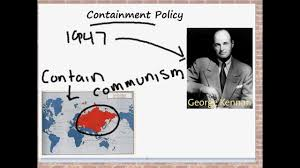 Containment Policy
1947
Contain
communism
George Kennan